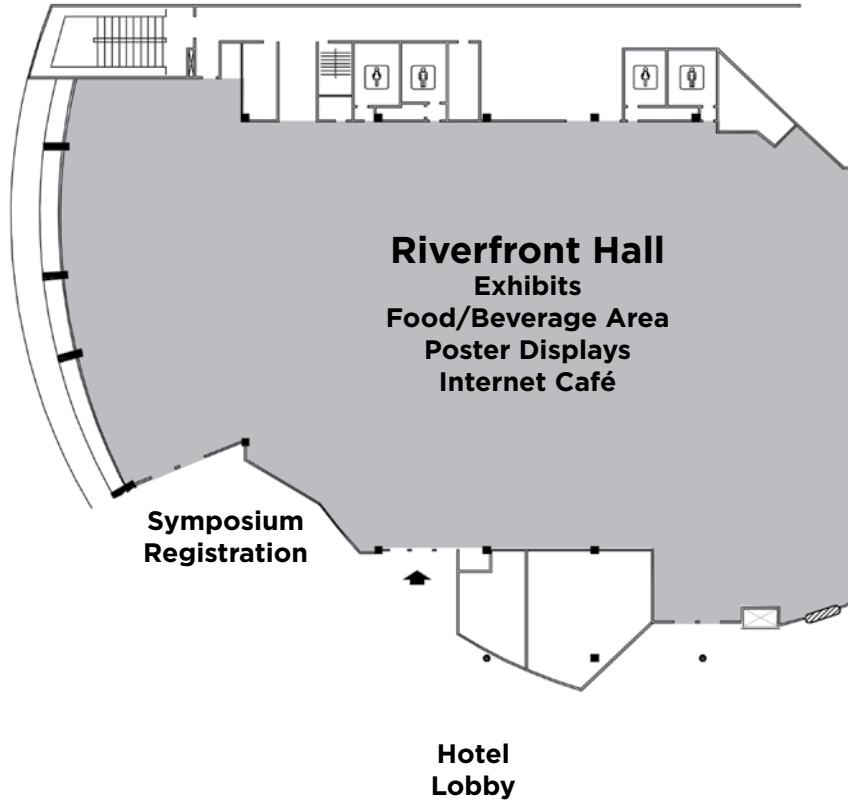 Riverfront Hall
Exhibits
Food/Beverage Area
Poster Displays
Internet Café
Symposium
Registration
Hotel
Lobby